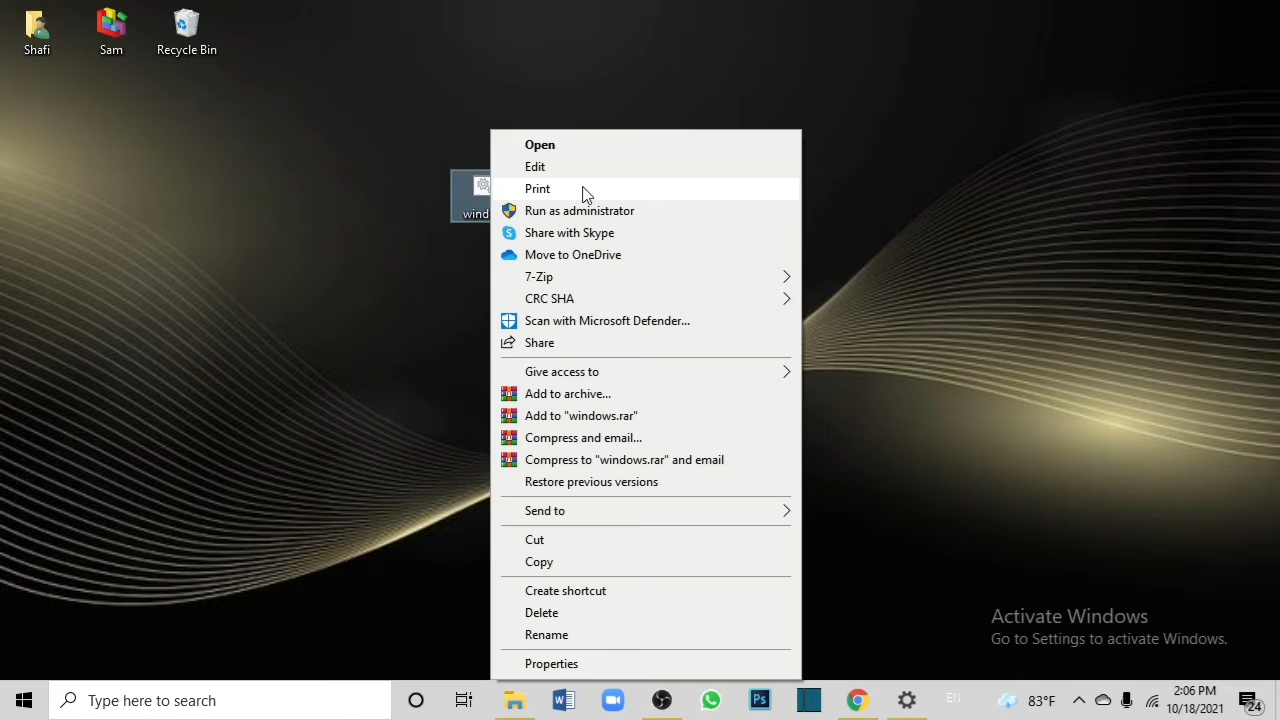 Shafi
Sam
Recycle Bin
Open
Edit
Print
Run as administrator
Share with Skype
Move to OneDrive
7-Zip
CRC SHA
Scan with Microsoft Defender...
Share
Give access to
Add to archive...
Add to "windows.rar"
Compress and email...
Compress to "windows.rar" and email
Restore previous versions
Send to
Cut
Copy
Create shortcut
Delete
Rename
Properties
wind
Activate Windows
Go to Settings to activate Windows.
Type here to search
W
Ps
EN
83°F
2:06 PM
10/18/2021
24